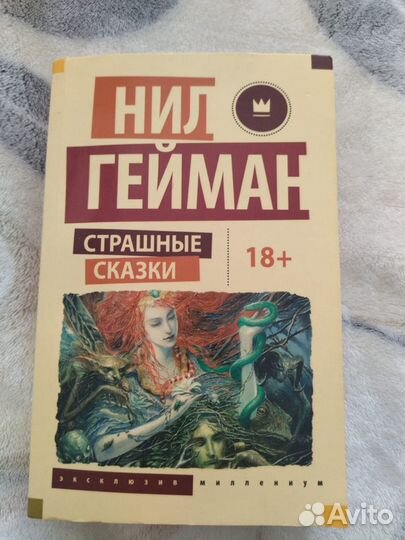 НИЛ
ГЕЙМАН
СТРАШНЫЕ
СКАЗКИ
18+
эксклюзив миллениум
Avito